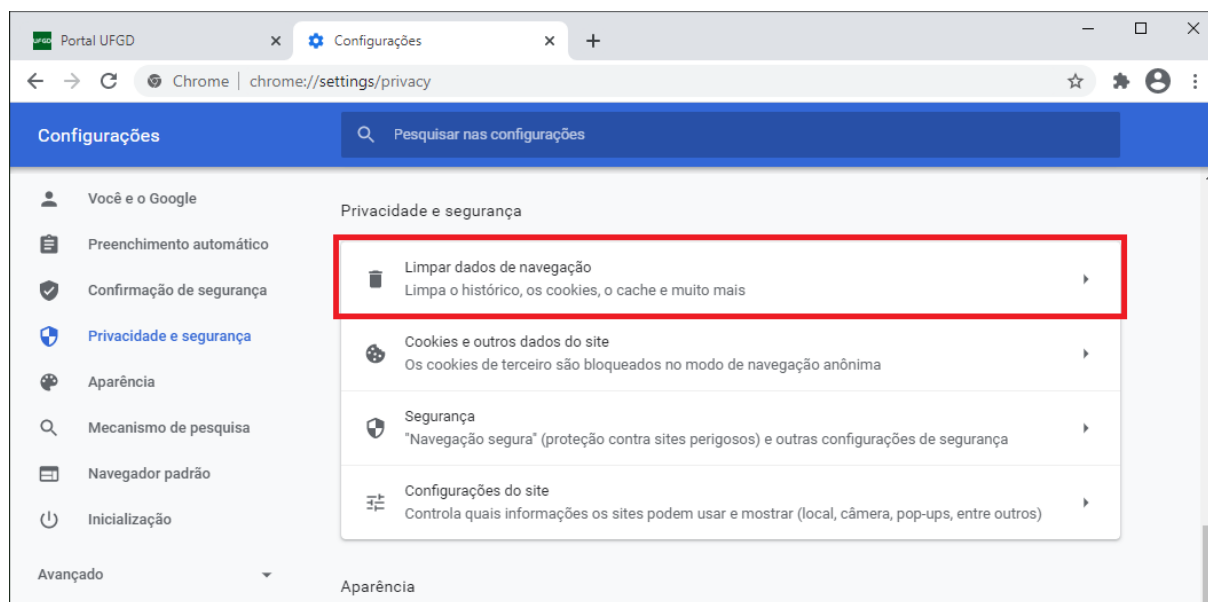 UFGD Portal UFGD
Configurações
Chrome | chrome://settings/privacy
Configurações
Pesquisar nas configurações
Você e o Google
Preenchimento automático
Confirmação de segurança
Privacidade e segurança
Aparência
Mecanismo de pesquisa
Navegador padrão
Inicialização
Avançado
Privacidade e segurança
Limpar dados de navegação
Limpa o histórico, os cookies, o cache e muito mais
Cookies e outros dados do site
Os cookies de terceiro são bloqueados no modo de navegação anônima
Segurança
"Navegação segura" (proteção contra sites perigosos) e outras configurações de segurança
Configurações do site
Controla quais informações os sites podem usar e mostrar (local, câmera, pop-ups, entre outros)
Aparência